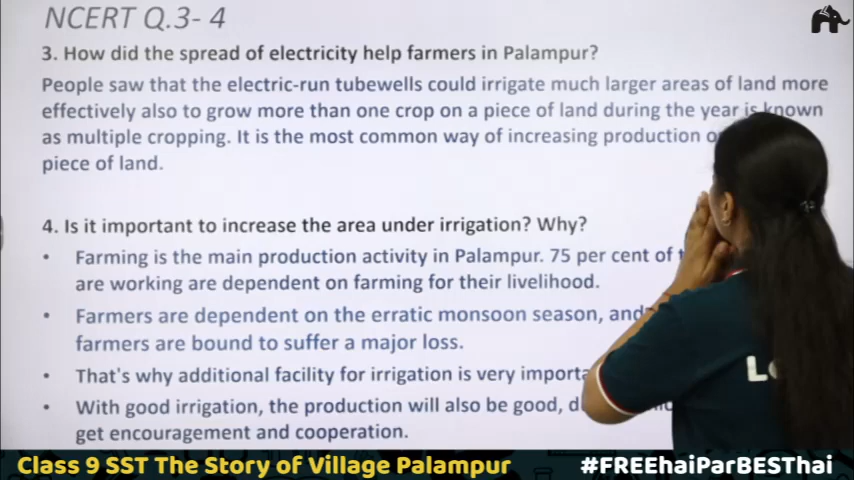 NCERT Q.3- 4
3. How did the spread of electricity help farmers in Palampur?
People saw that the electric-run tubewells could irrigate much larger areas of land more
effectively also to grow more than one crop on a piece of land during the year is known
as multiple cropping. It is the most common way of increasing production
piece of land.
4. Is it important to increase the area under irrigation? Why?
• Farming is the main production activity in Palampur. 75 per cent of
are working are dependent on farming for their livelihood.
• Farmers are dependent on the erratic monsoon season, and
farmers are bound to suffer a major loss.
• That's why additional facility for irrigation is very
• With good irrigation, the production will also be good,
get encouragement and cooperation.
Class 9 SST The Story of Village Palampur
#FREEhaiParBESThai